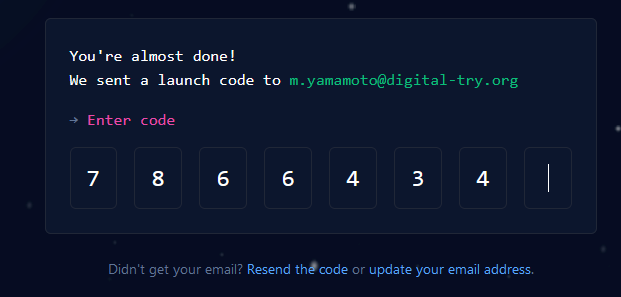 You're almost done!
We sent a launch code to m.yamamoto@digital-try.org
→ Enter code
7 8 6 6 4 3 4
Didn't get your email? Resend the code or update your email address.